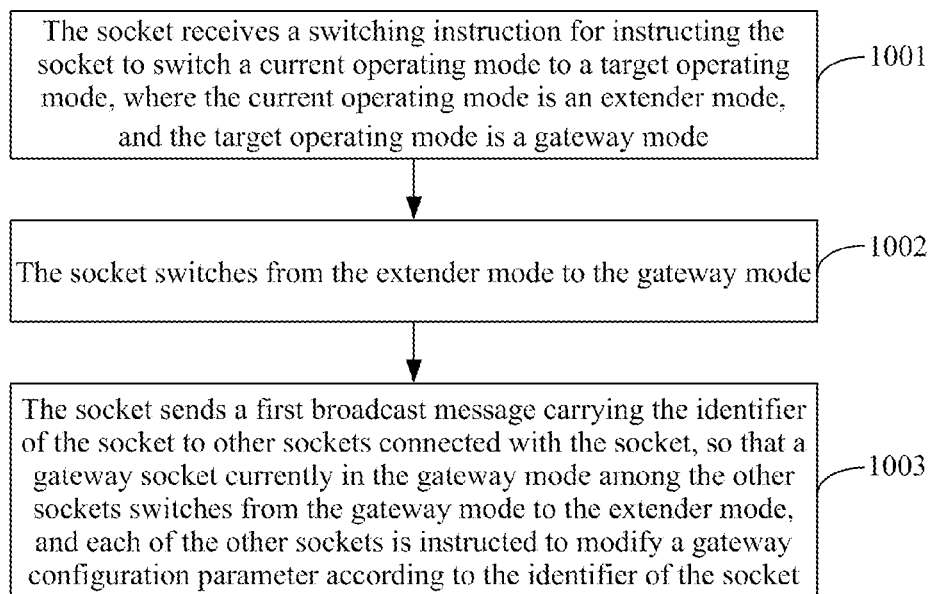 The socket receives a switching instruction for instructing the
socket to switch a current operating mode to a target operating
mode, where the current operating mode is an extender mode,
and the target operating mode is a gateway mode
1001
The socket switches from the extender mode to the gateway mode
1002
The socket sends a first broadcast message carrying the identifier
of the socket to other sockets connected with the socket, so that a
gateway socket currently in the gateway mode among the other
sockets switches from the gateway mode to the extender mode,
and each of the other sockets is instructed to modify a gateway
configuration parameter according to the identifier of the socket
1003